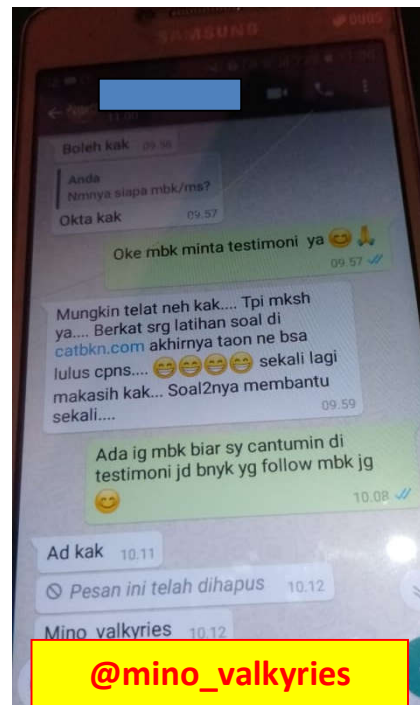 SAMSUNG
DUOS
11.00
Boleh kak 09.56
Anda
Nmnya siapa mbk/ms?
Okta kak 09.57
Oke mbk minta testimoni ya 😊🙏
09.57
Mungkin telat neh kak.... Tpi mksh
ya.... Berkat srg latihan soal di
catbkn.com akhirnya taon ne bsa
lulus cpns.... 😁😁😁😁 sekali lagi
makasih kak... Soal2nya membantu
sekali....
09.59
Ada ig mbk biar sy cantumin di
testimoni jd bnyk yg follow mbk jg
😊
10.08
Ad kak 10.11
Pesan ini telah dihapus 10.12
Mino_valkyries 10.12
@mino_valkyries